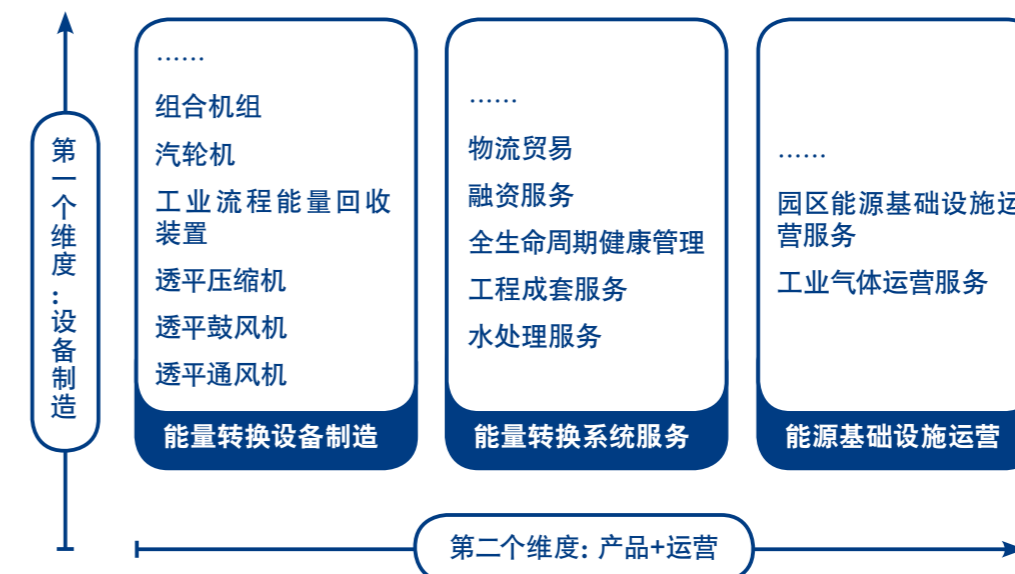 第一个维度：设备制造
……
组合机组
汽轮机
工业流程能量回收
装置
透平压缩机
透平鼓风机
透平通风机
能量转换设备制造
……
物流贸易
融资服务
全生命周期健康管理
工程成套服务
水处理服务
能量转换系统服务
……
园区能源基础设施运
营服务
工业气体运营服务
能源基础设施运营
第二个维度：产品+运营